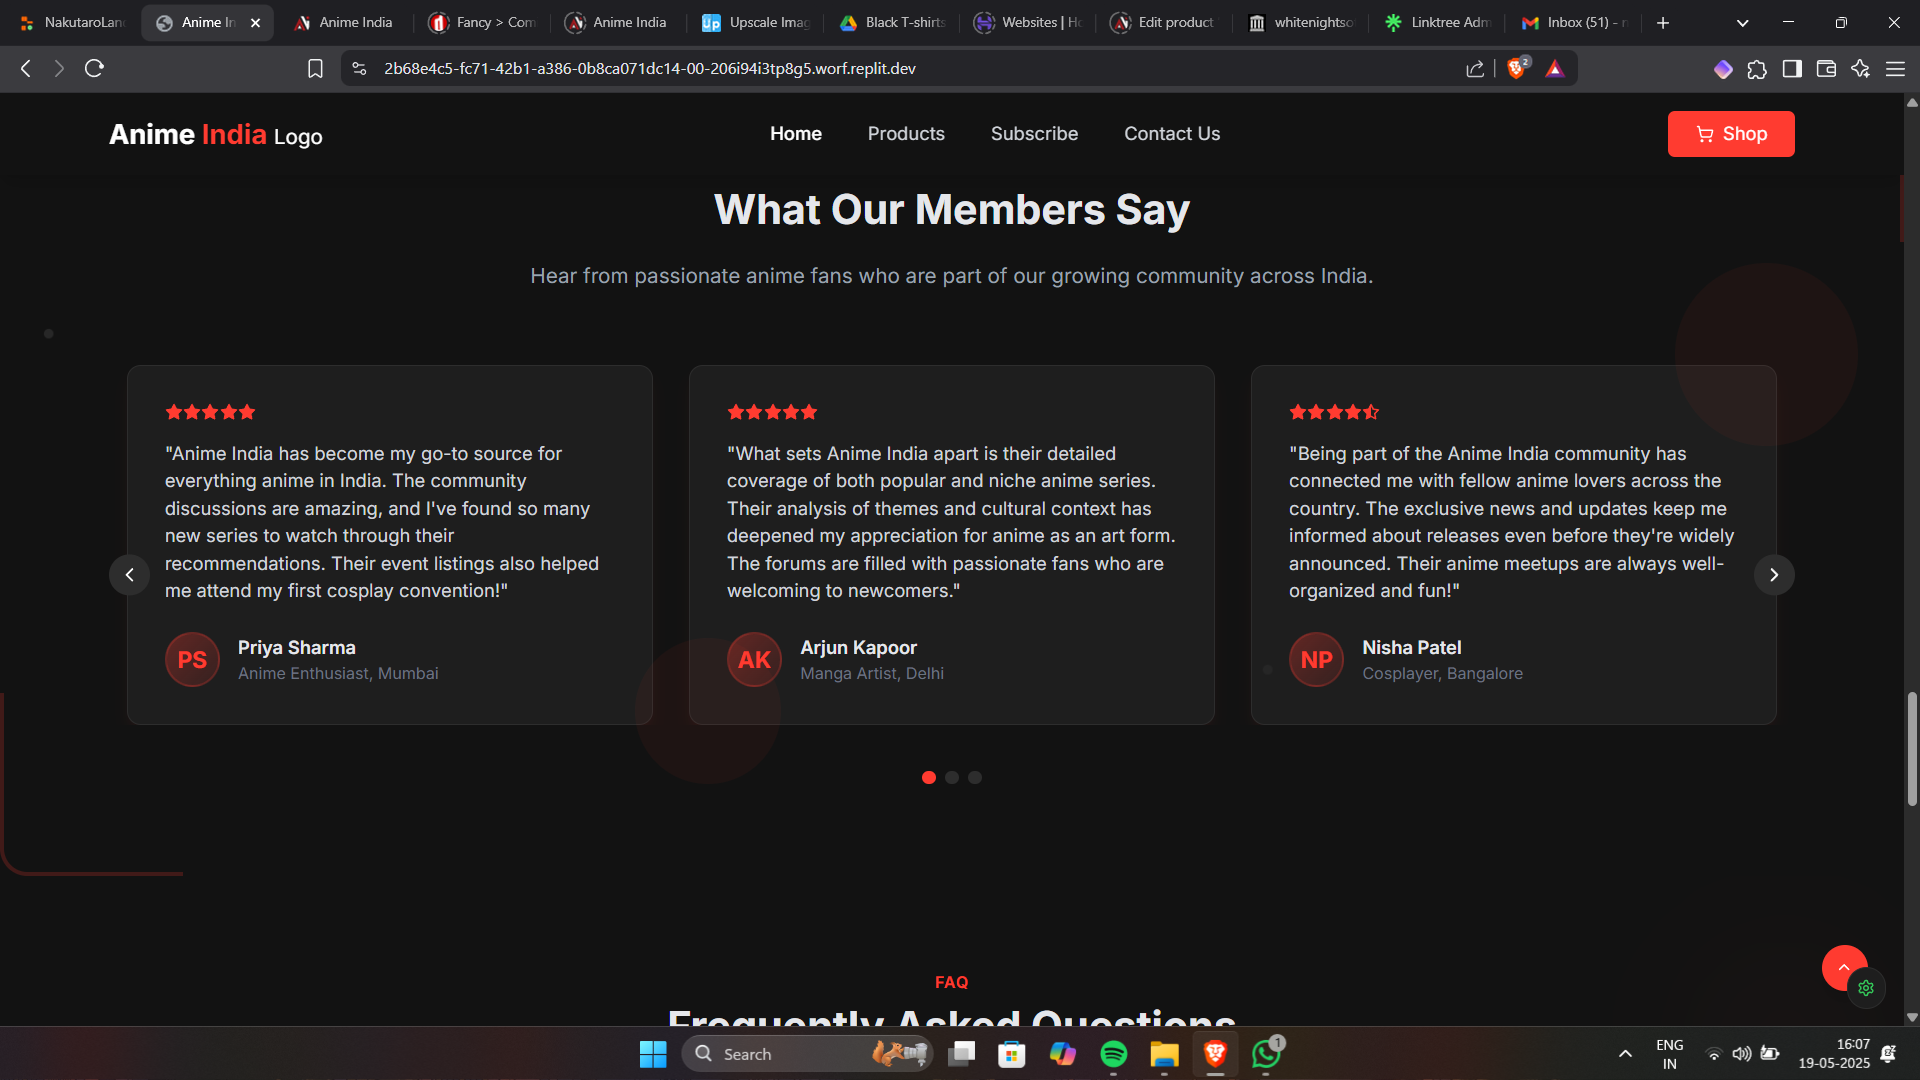 NakutaroLan
Anime In
Anime India
Fancy > Com
Anime India
Upscale Imag
Black T-shirts
Websites | Ho
Edit product
whitenightso
Linktree Adm
Inbox (51) -
2b68e4c5-fc71-42b1-a386-0b8ca071dc14-00-206i94i3tp8g5.worf.replit.dev
2
Anime India Logo
Home
Products
Subscribe
Contact Us
Shop
What Our Members Say
Hear from passionate anime fans who are part of our growing community across India.
"Anime India has become my go-to source for
everything anime in India. The community
discussions are amazing, and I've found so many
new series to watch through their
recommendations. Their event listings also helped
me attend my first cosplay convention!"
PS
Priya Sharma
Anime Enthusiast, Mumbai
"What sets Anime India apart is their detailed
coverage of both popular and niche anime series.
Their analysis of themes and cultural context has
deepened my appreciation for anime as an art form.
The forums are filled with passionate fans who are
welcoming to newcomers."
AK
Arjun Kapoor
Manga Artist, Delhi
"Being part of the Anime India community has
connected me with fellow anime lovers across the
country. The exclusive news and updates keep me
informed about releases even before they're widely
announced. Their anime meetups are always well-
organized and fun!"
NP
Nisha Patel
Cosplayer, Bangalore
FAQ
Frequently Asked Questions
Search
1
ENG
IN
16:07
19-05-2025